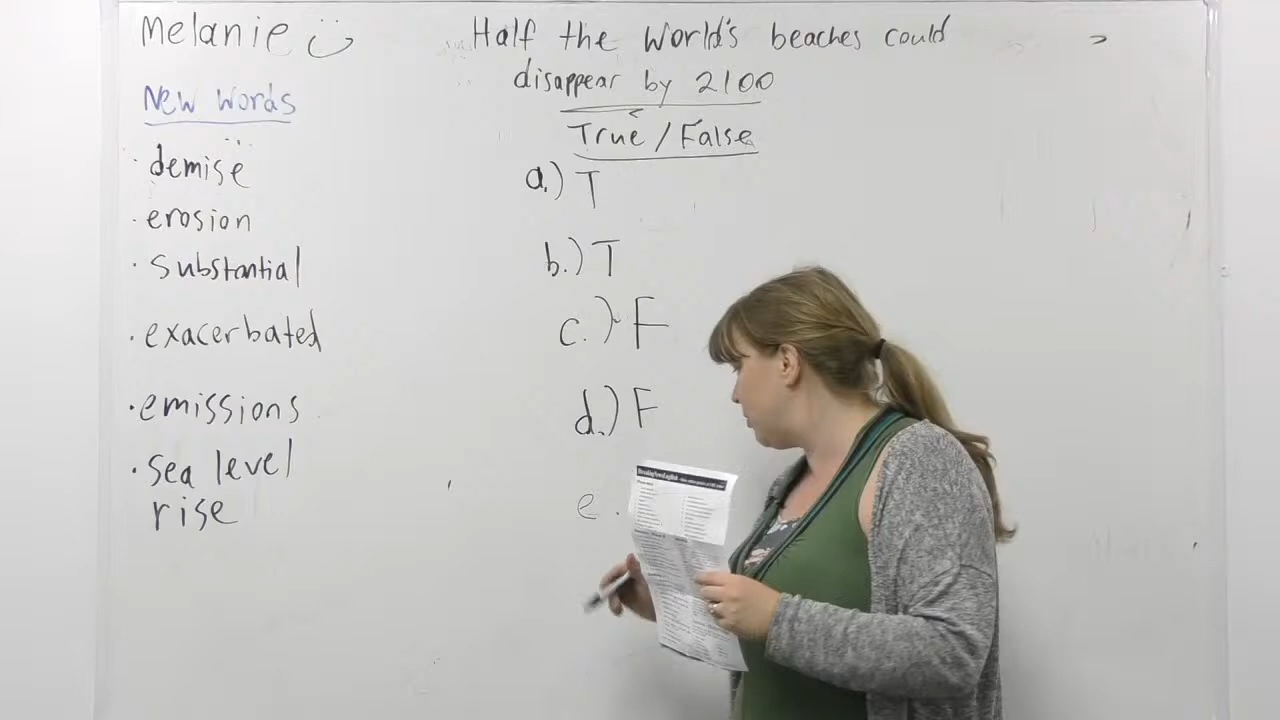 Melanie
Half the World's beaches could
disappear by 2100
New Words
True/False
· demise
· erosion
· Substantial
· exacerbated
· emissions
· Sea level
rise
a.) T
b.) T
c.) F
d.) F
e.